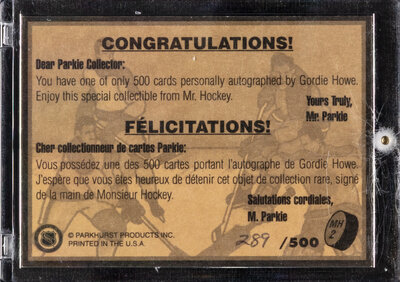 CONGRATULATIONS!
Dear Parkie Collector:
You have one of only 500 cards personally autographed by Gordie Howe.
Enjoy this special collectible from Mr. Hockey.
Yours Truly,
Mr. Parkie
FÉLICITATIONS!
Cher collectionneur de cartes Parkie:
Vous possédez une des 500 cartes portant l'autographe de Gordie Howe.
J'espère que vous êtes heureux de détenir cet objet de collection rare, signé
de la main de Monsieur Hockey.
Salutations cordiales,
M. Parkie
© PARKHURST PRODUCTS INC.
PRINTED IN THE U.S.A.
289 /500
MH
2